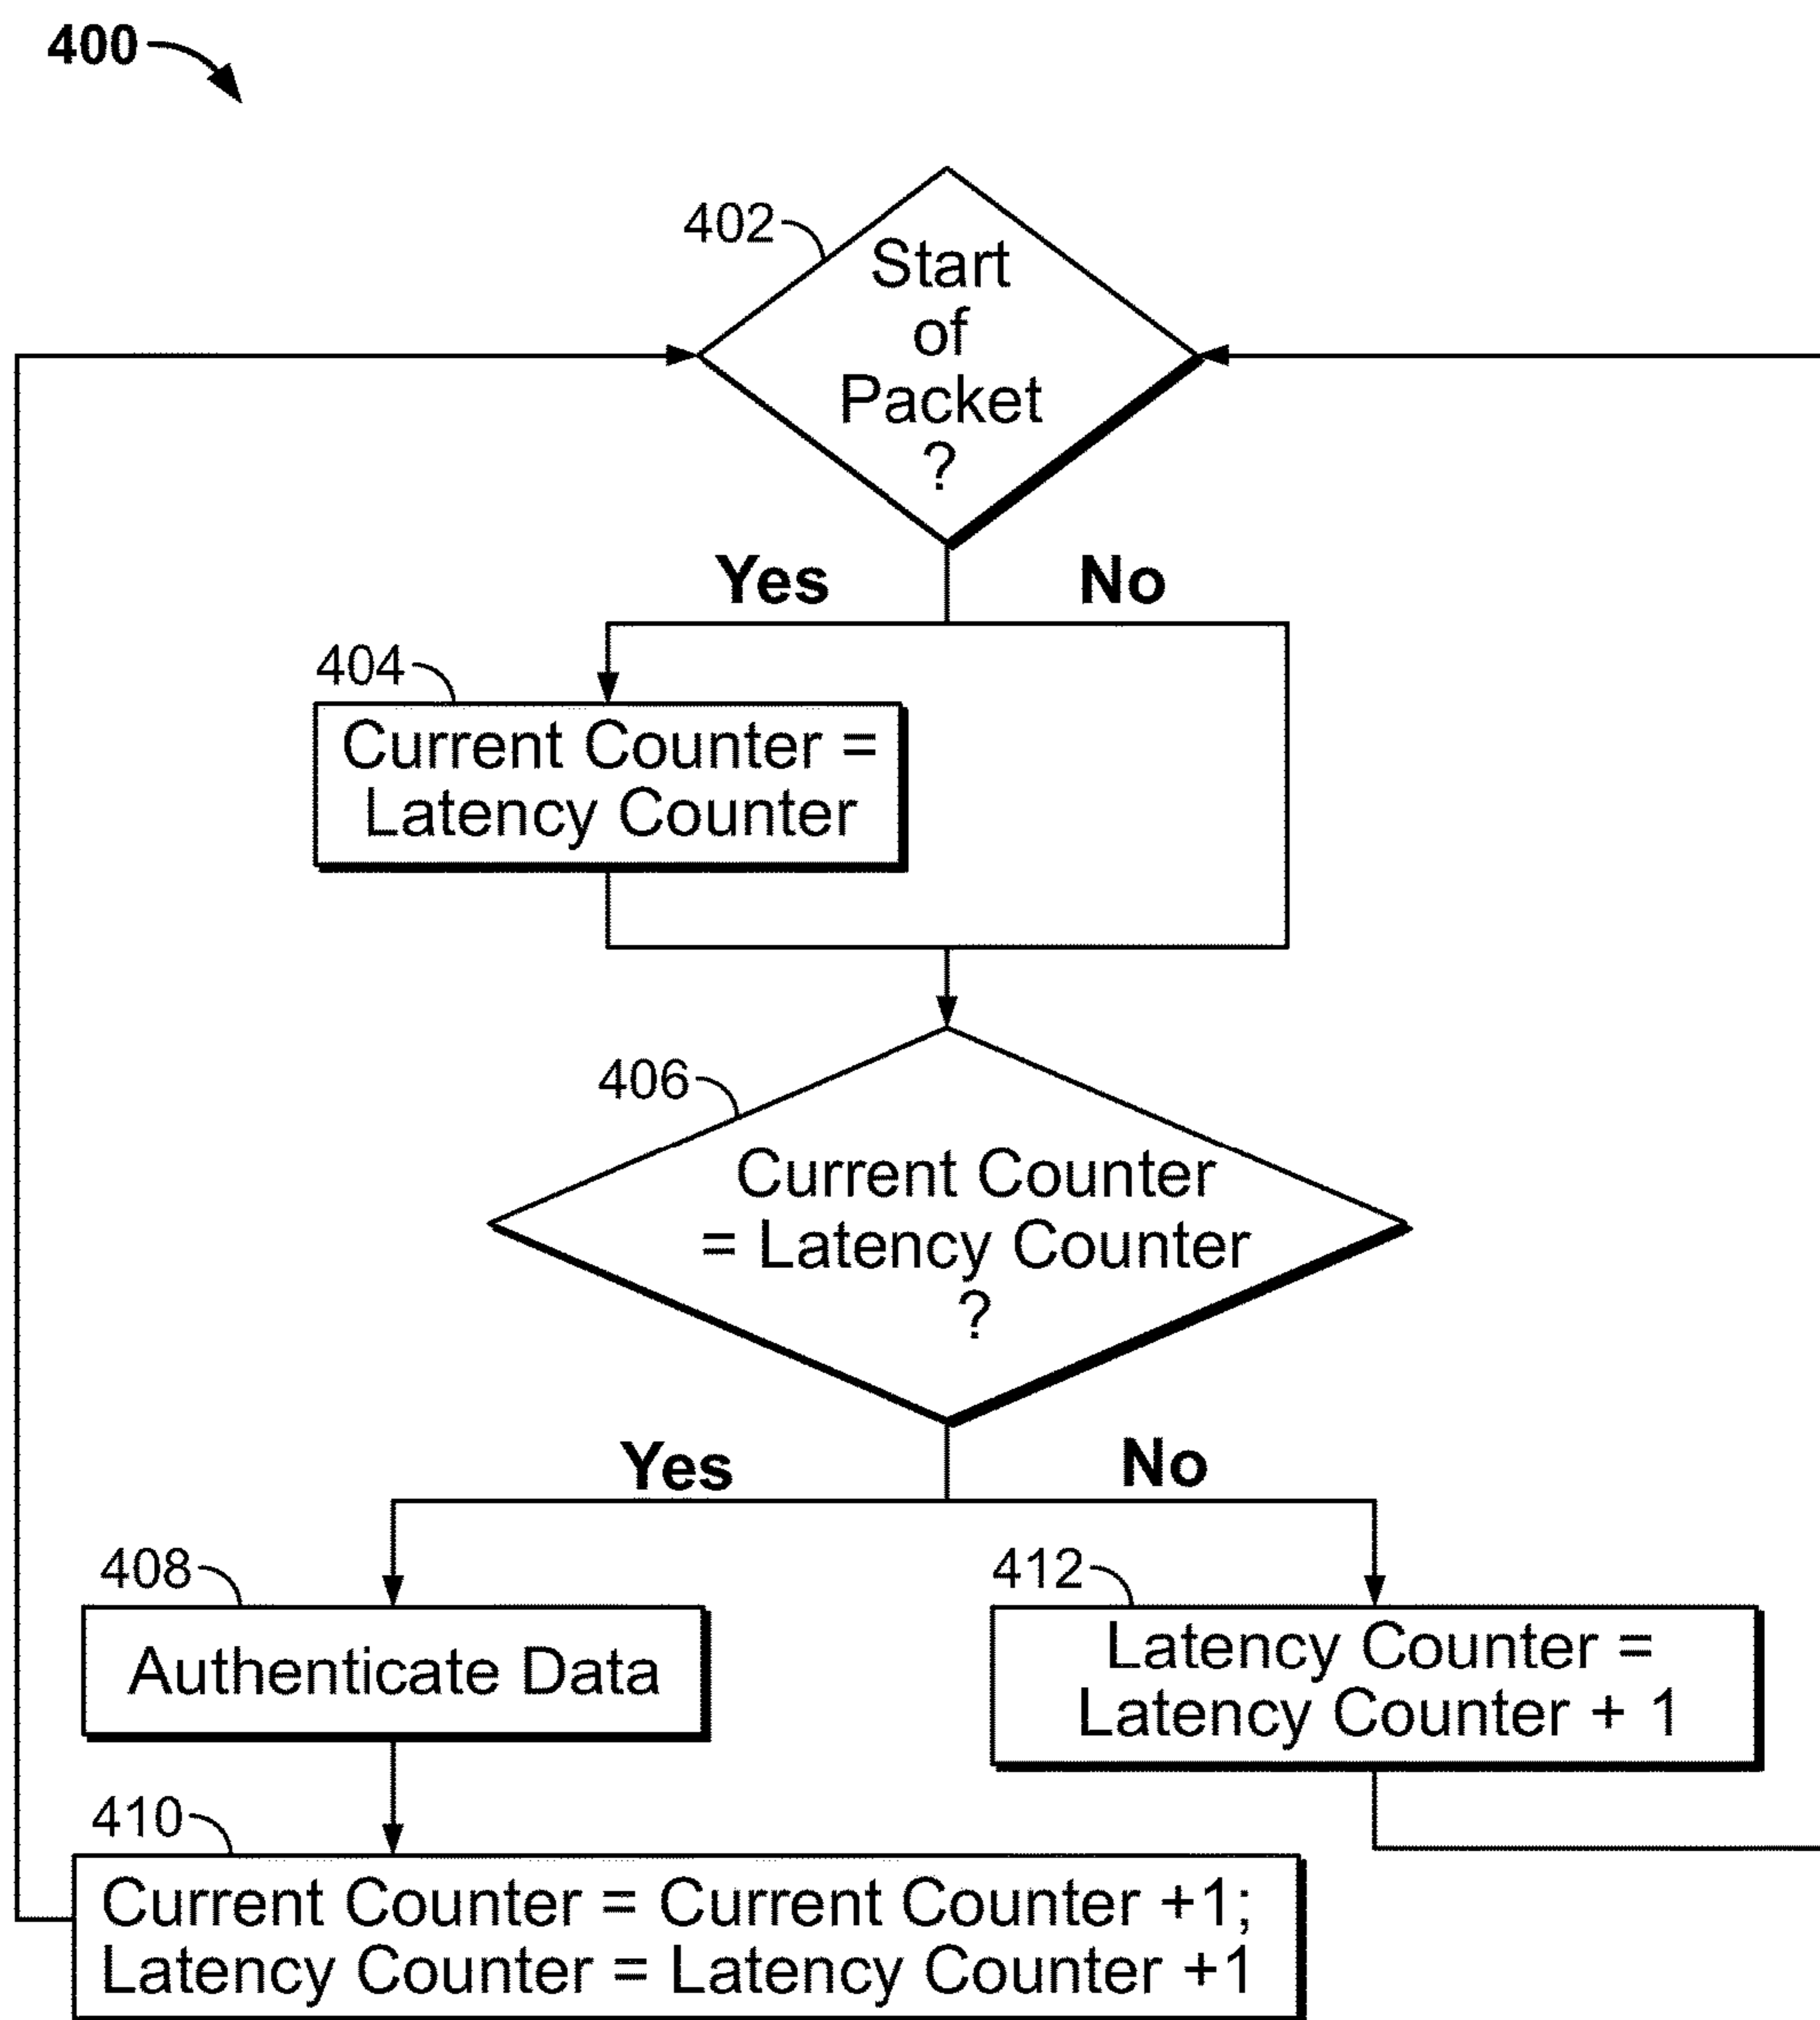 400
402
Start
of
Packet
?
Yes
No
404
Current Counter =
Latency Counter
406
Current Counter
= Latency Counter
?
Yes
No
408
Authenticate Data
412
Latency Counter =
Latency Counter + 1
410
Current Counter = Current Counter +1;
Latency Counter = Latency Counter +1